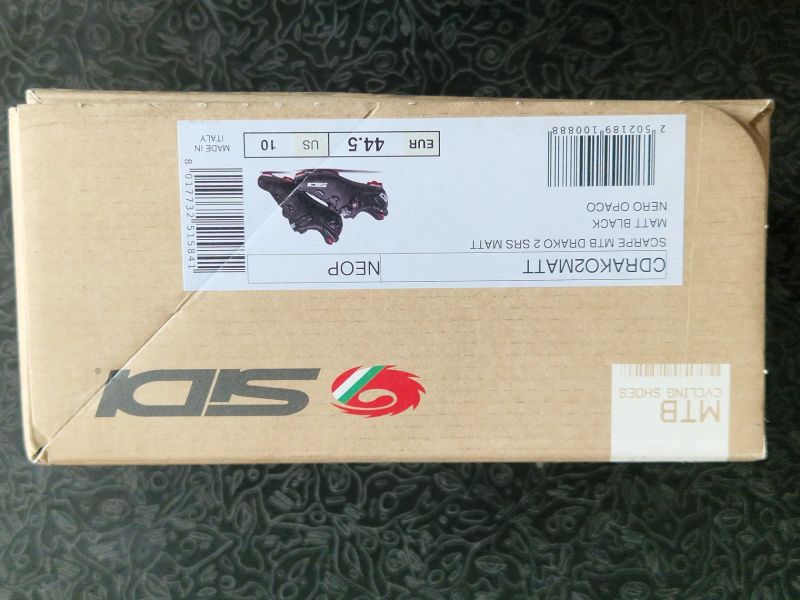 MTB
CYCLING SHOES
SIDI®
CDRAKO2MATT NEOP
SCARPE MTB DRAKO 2 SRS MATT
MATT BLACK
NERO OPACO
2 502189 100888
EUR 44.5 US 10
8 017732 515841
MADE IN
ITALY